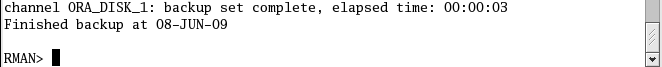 channel ORA_DISK_1: backup set complete, elapsed time: 00:00:03
Finished backup at 08-JUN-09
RMAN>